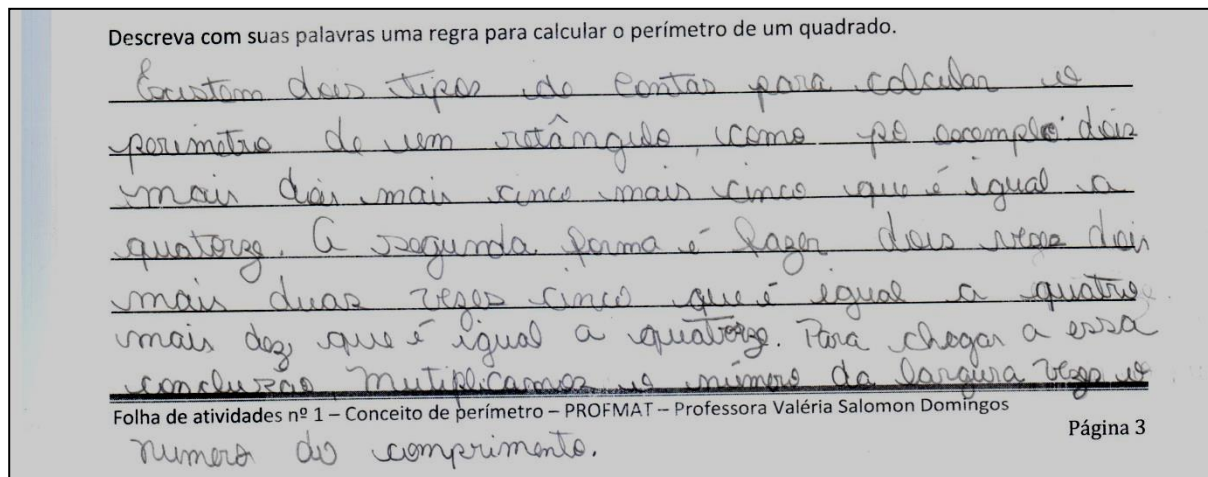 Descreva com suas palavras uma regra para calcular o perímetro de um quadrado.
Existem dois tipos de contas para calcular o
perimetro de um retângulo, como po exemplo: dois
mais dois mais cinco mais cinco que é igual a
quatorze. A segunda forma é fazer dois vezes dois
mais duas vezes cinco que é igual a quatro
mais dez que é igual a quatorze. Para chegar a essa
conclusão, mutiplicamos o número da largura vezes o
Folha de atividades nº 1 – Conceito de perímetro – PROFMAT – Professora Valéria Salomon Domingos
Página 3
numero do comprimento.